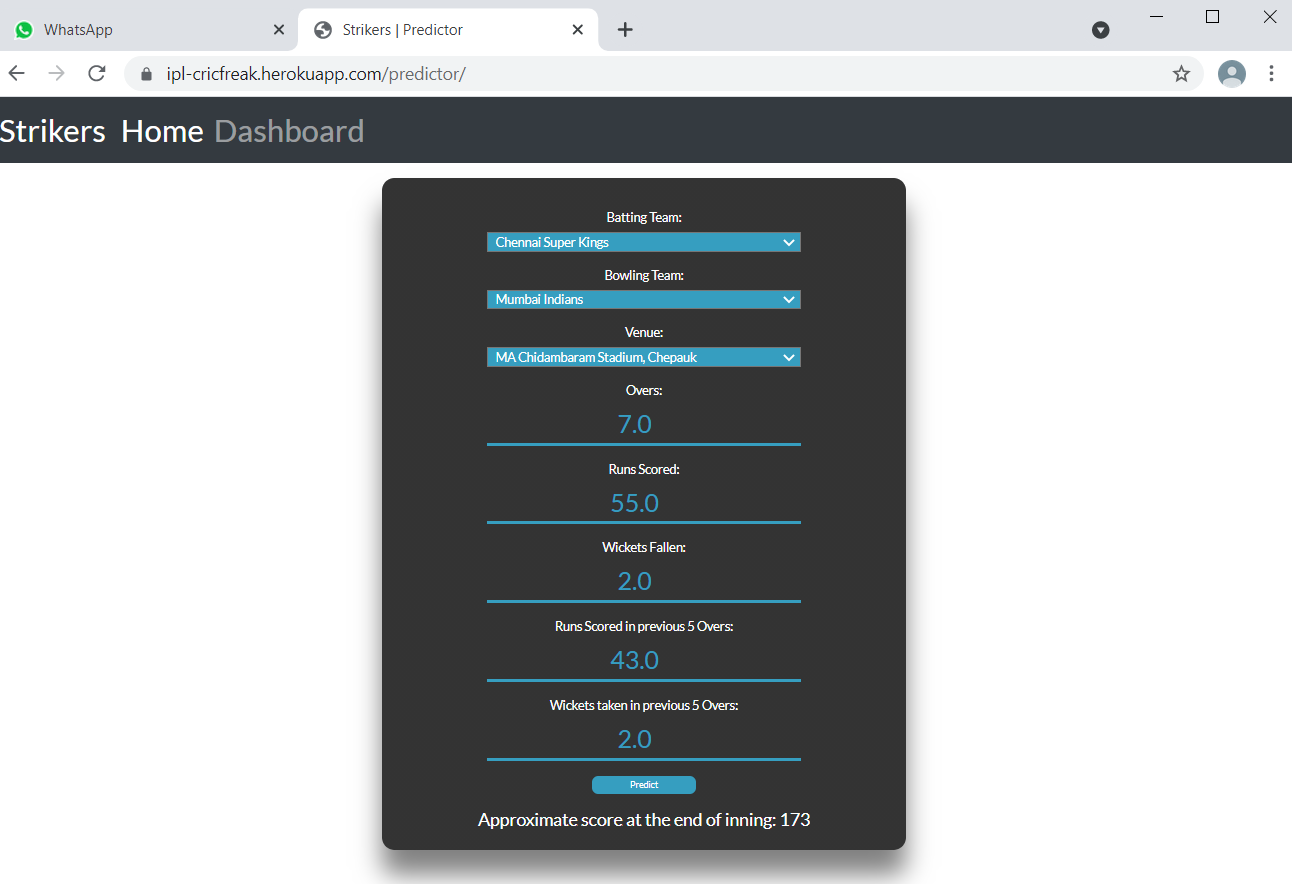 WhatsApp
Strikers | Predictor
ipl-cricfreak.herokuapp.com/predictor/
Strikers Home Dashboard
Batting Team:
Chennai Super Kings
Bowling Team:
Mumbai Indians
Venue:
MA Chidambaram Stadium, Chepauk
Overs:
7.0
Runs Scored:
55.0
Wickets Fallen:
2.0
Runs Scored in previous 5 Overs:
43.0
Wickets taken in previous 5 Overs:
2.0
Predict
Approximate score at the end of inning: 173